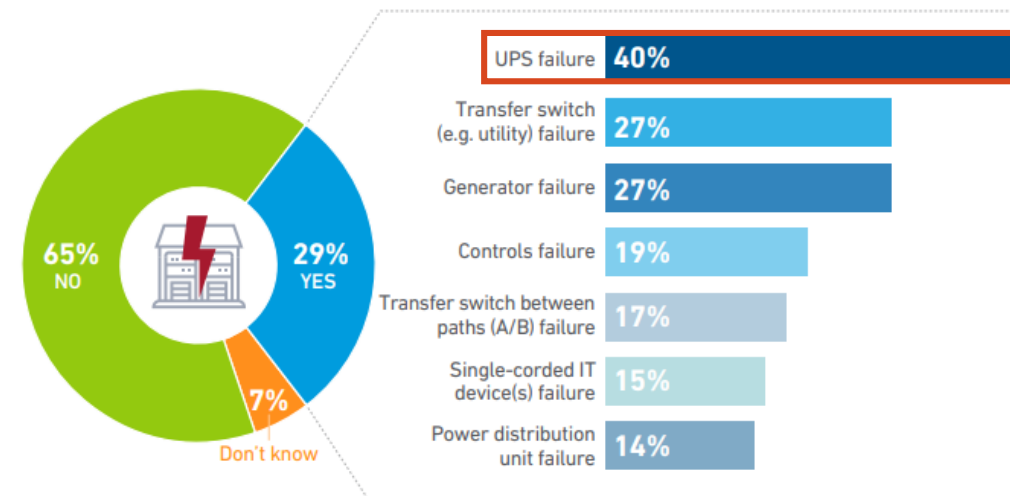 65%
NO
29%
YES
7%
Don't know
UPS failure 40%
Transfer switch
(e.g. utility) failure 27%
Generator failure 27%
Controls failure 19%
Transfer switch between
paths (A/B) failure 17%
Single-corded IT
device(s) failure 15%
Power distribution
unit failure 14%